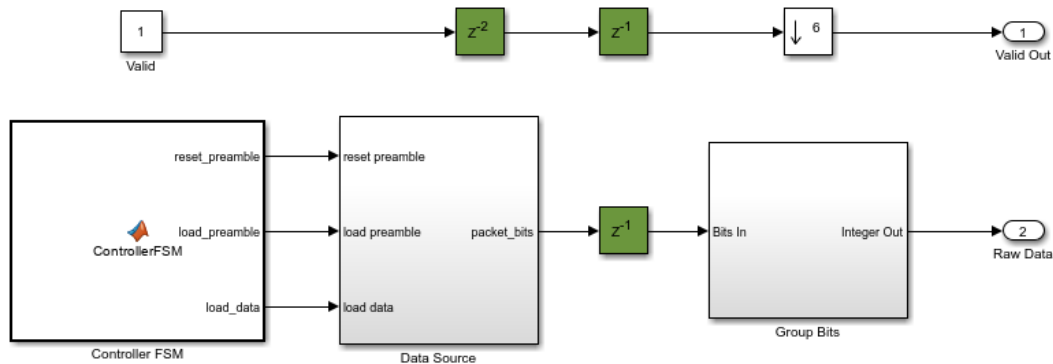 1
Z-2
Z-1
6
1
Valid
Valid Out
reset_preamble
reset preamble
ControllerFSM
load_preamble
load preamble
packet_bits
Z-1
Bits In
Integer Out
2
Raw Data
load_data
load data
Group Bits
Controller FSM
Data Source